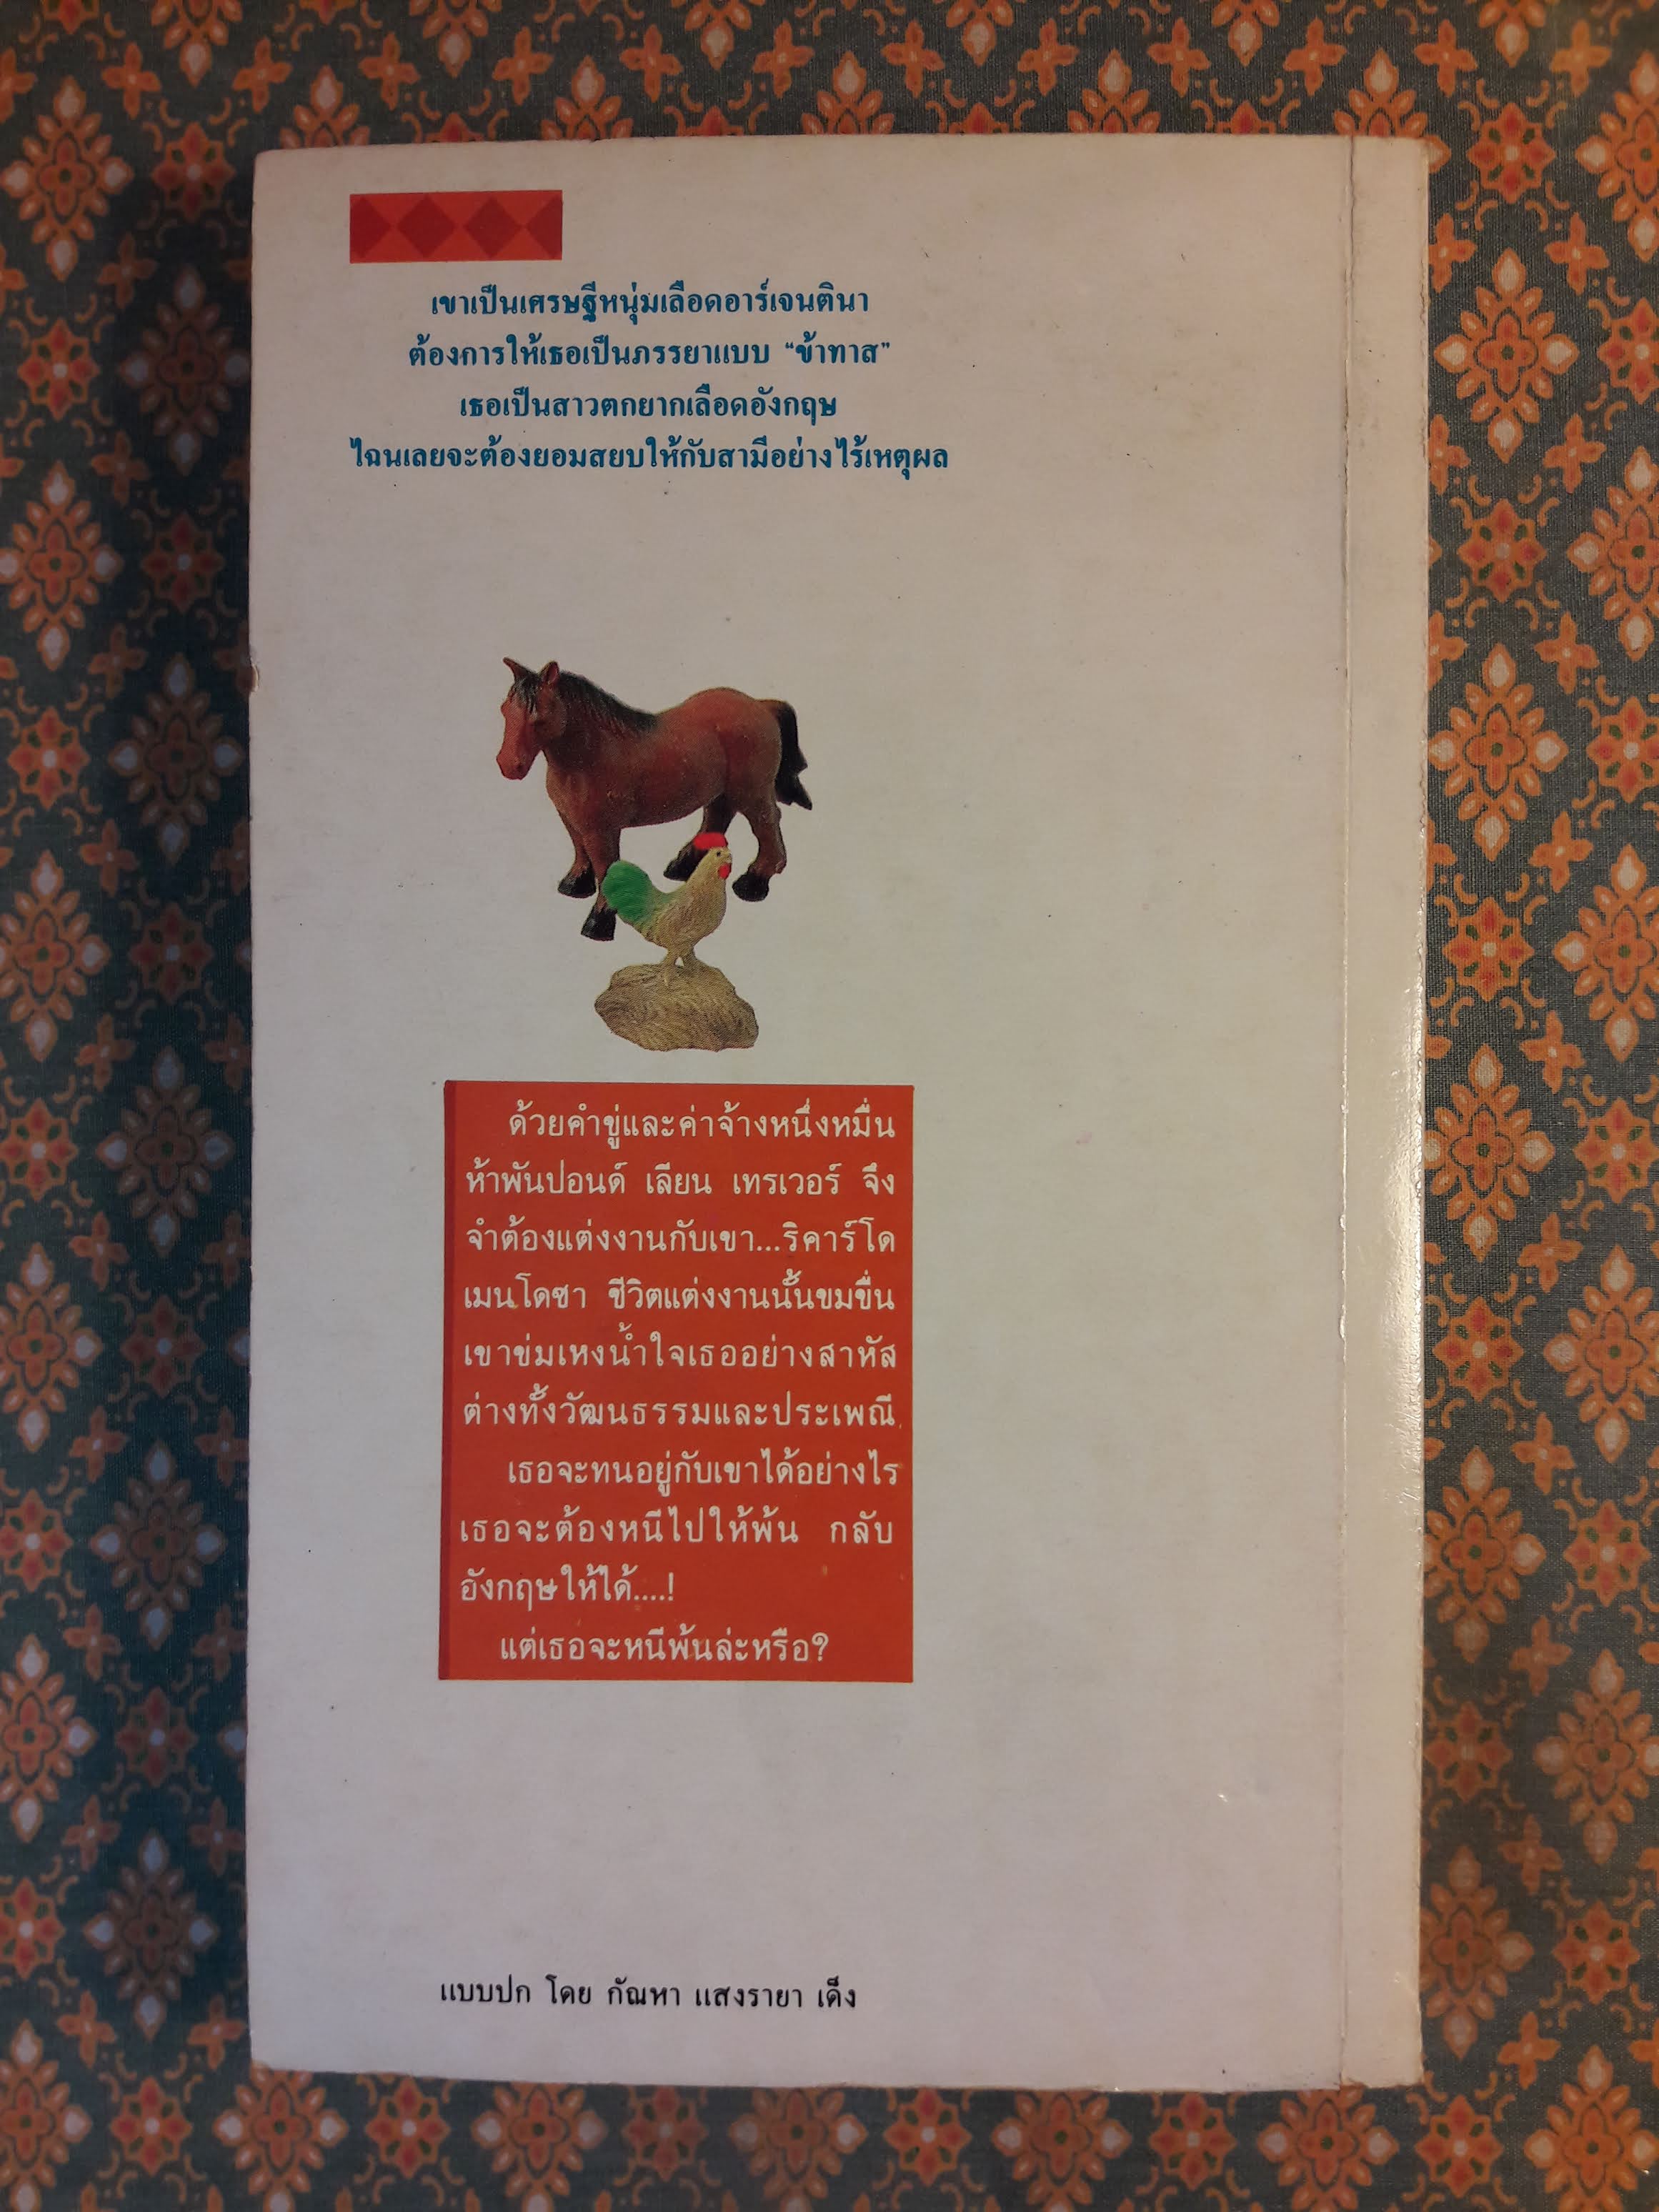 เขาเป็นเศรษฐีหนุ่มเลือดอาร์เจนตินา
ต้องการให้เธอเป็นภรรยาแบบ “ข้าทาส”
เธอเป็นสาวตกยากเลือดอังกฤษ
ไฉนเลยจะต้องยอมสยบให้กับสามีอย่างไร้เหตุผล
ด้วยคำขู่และค่าจ้างหนึ่งหมื่น
ห้าพันปอนด์ เลียน เทรเวอร์ จึง
จำต้องแต่งงานกับเขา...ริคาร์โด
เมนโดซา ชีวิตแต่งงานนั้นขมขื่น
เขาข่มเหงน้ำใจเธออย่างสาหัส
ต่างทั้งวัฒนธรรมและประเพณี
เธอจะทนอยู่กับเขาได้อย่างไร
เธอจะต้องหนีไปให้พ้น กลับ
อังกฤษให้ได้....!
แต่เธอจะหนีพ้นล่ะหรือ?
แบบปก โดย กัณหา แสงรายา เด็ง